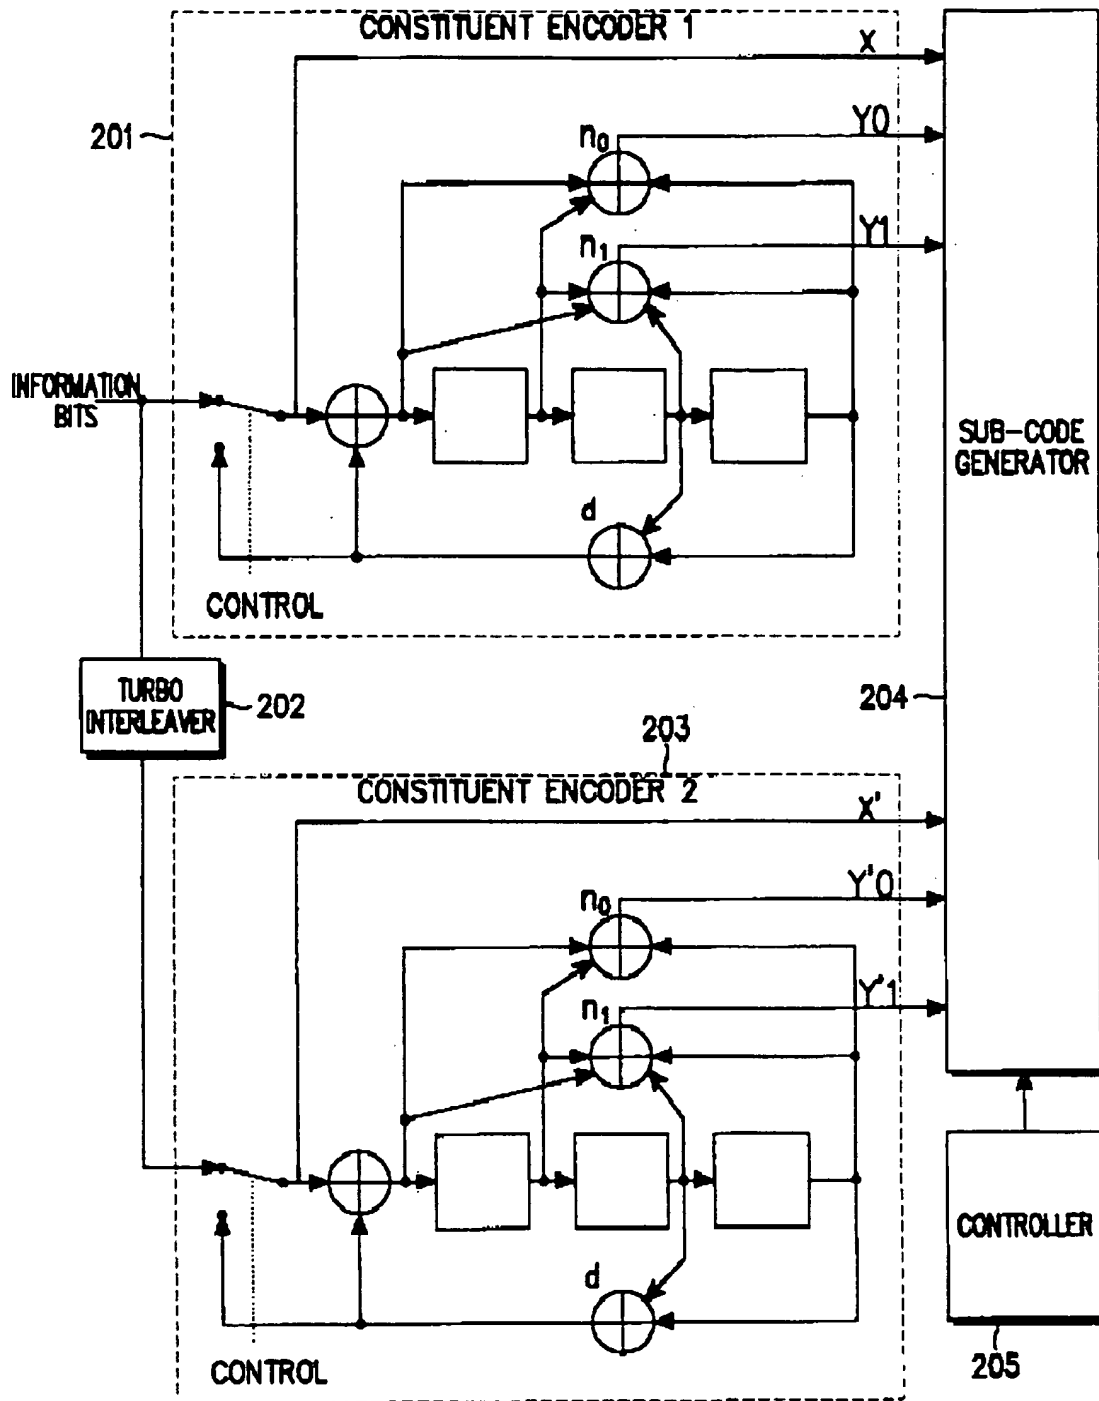 CONSTITUENT ENCODER 1
X
201
n₀
Y0
n₁
Y1
INFORMATION
BITS
SUB-CODE
GENERATOR
d
CONTROL
TURBO
INTERLEAVER
202
204
203
CONSTITUENT ENCODER 2
X'
n₀
Y'0
n₁
Y'1
CONTROLLER
d
205
CONTROL